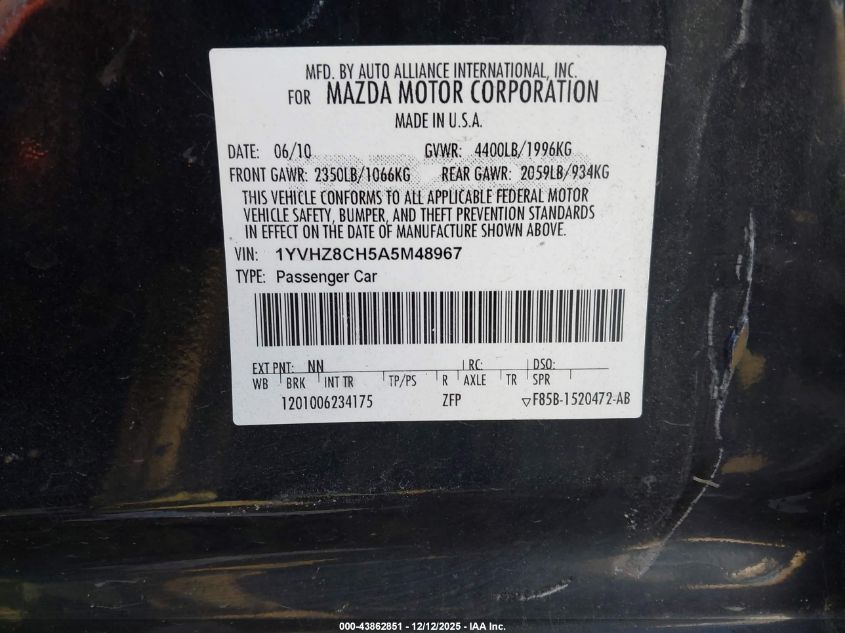 MFD. BY AUTO ALLIANCE INTERNATIONAL, INC.
FOR MAZDA MOTOR CORPORATION
MADE IN U.S.A.
DATE: 06/10 GVWR: 4400LB/1996KG
FRONT GAWR: 2350LB/1066KG REAR GAWR: 2059LB/934KG
THIS VEHICLE CONFORMS TO ALL APPLICABLE FEDERAL MOTOR
VEHICLE SAFETY, BUMPER, AND THEFT PREVENTION STANDARDS
IN EFFECT ON THE DATE OF MANUFACTURE SHOWN ABOVE.
VIN: 1YVHZ8CH5A5M48967
TYPE: Passenger Car
EXT PNT: NN RC: DSO:
WB BRK INT TR TP/PS R AXLE TR SPR
1201006234175 ZFP ▽F85B-1520472-AB
000-43862851 - 12/12/2025 - IAA Inc.